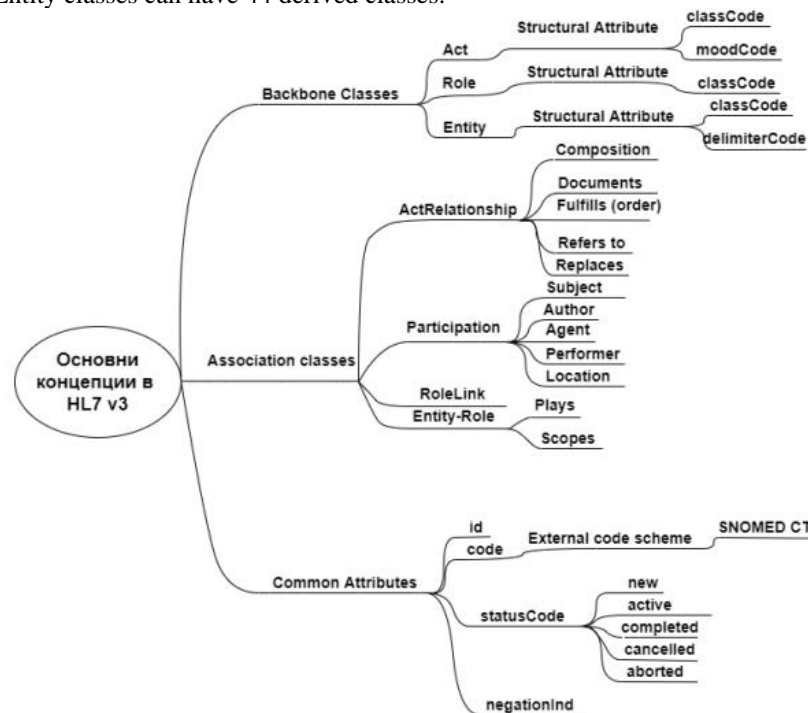 Entity classes can have 44 derived classes.
Structural Attribute
classCode
Act
moodCode
Role
Structural Attribute
classCode
Backbone Classes
classCode
Entity
Structural Attribute
delimiterCode
Composition
Documents
ActRelationship
Fulfills (order)
Refers to
Replaces
Subject
Author
Participation
Agent
Performer
Location
Основни
концепции в
HL7 v3
Association classes
RoleLink
Entity-Role
Plays
Scopes
id
code
External code scheme
SNOMED CT
Common Attributes
new
statusCode
active
completed
cancelled
aborted
negationInd